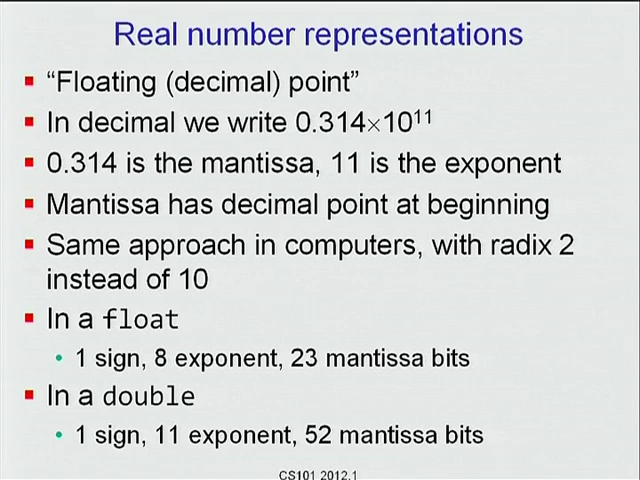 Real number representations
▪ “Floating (decimal) point”
▪ In decimal we write 0.314×10¹¹
▪ 0.314 is the mantissa, 11 is the exponent
▪ Mantissa has decimal point at beginning
▪ Same approach in computers, with radix 2
instead of 10
▪ In a float
• 1 sign, 8 exponent, 23 mantissa bits
▪ In a double
• 1 sign, 11 exponent, 52 mantissa bits
CS101 2012.1